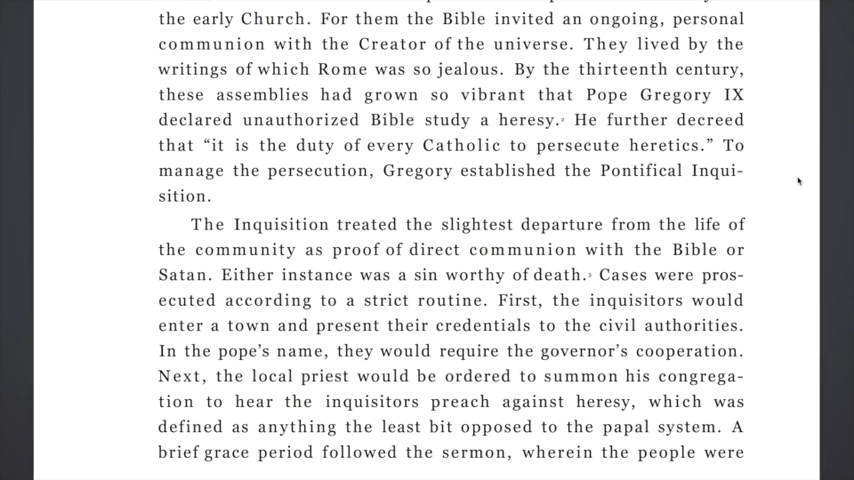 the early Church. For them the Bible invited an ongoing, personal
communion with the Creator of the universe. They lived by the
writings of which Rome was so jealous. By the thirteenth century,
these assemblies had grown so vibrant that Pope Gregory IX
declared unauthorized Bible study a heresy.² He further decreed
that “it is the duty of every Catholic to persecute heretics.” To
manage the persecution, Gregory established the Pontifical Inqui-
sition.
The Inquisition treated the slightest departure from the life of
the community as proof of direct communion with the Bible or
Satan. Either instance was a sin worthy of death.³ Cases were pros-
ecuted according to a strict routine. First, the inquisitors would
enter a town and present their credentials to the civil authorities.
In the pope’s name, they would require the governor’s cooperation.
Next, the local priest would be ordered to summon his congrega-
tion to hear the inquisitors preach against heresy, which was
defined as anything the least bit opposed to the papal system. A
brief grace period followed the sermon, wherein the people were